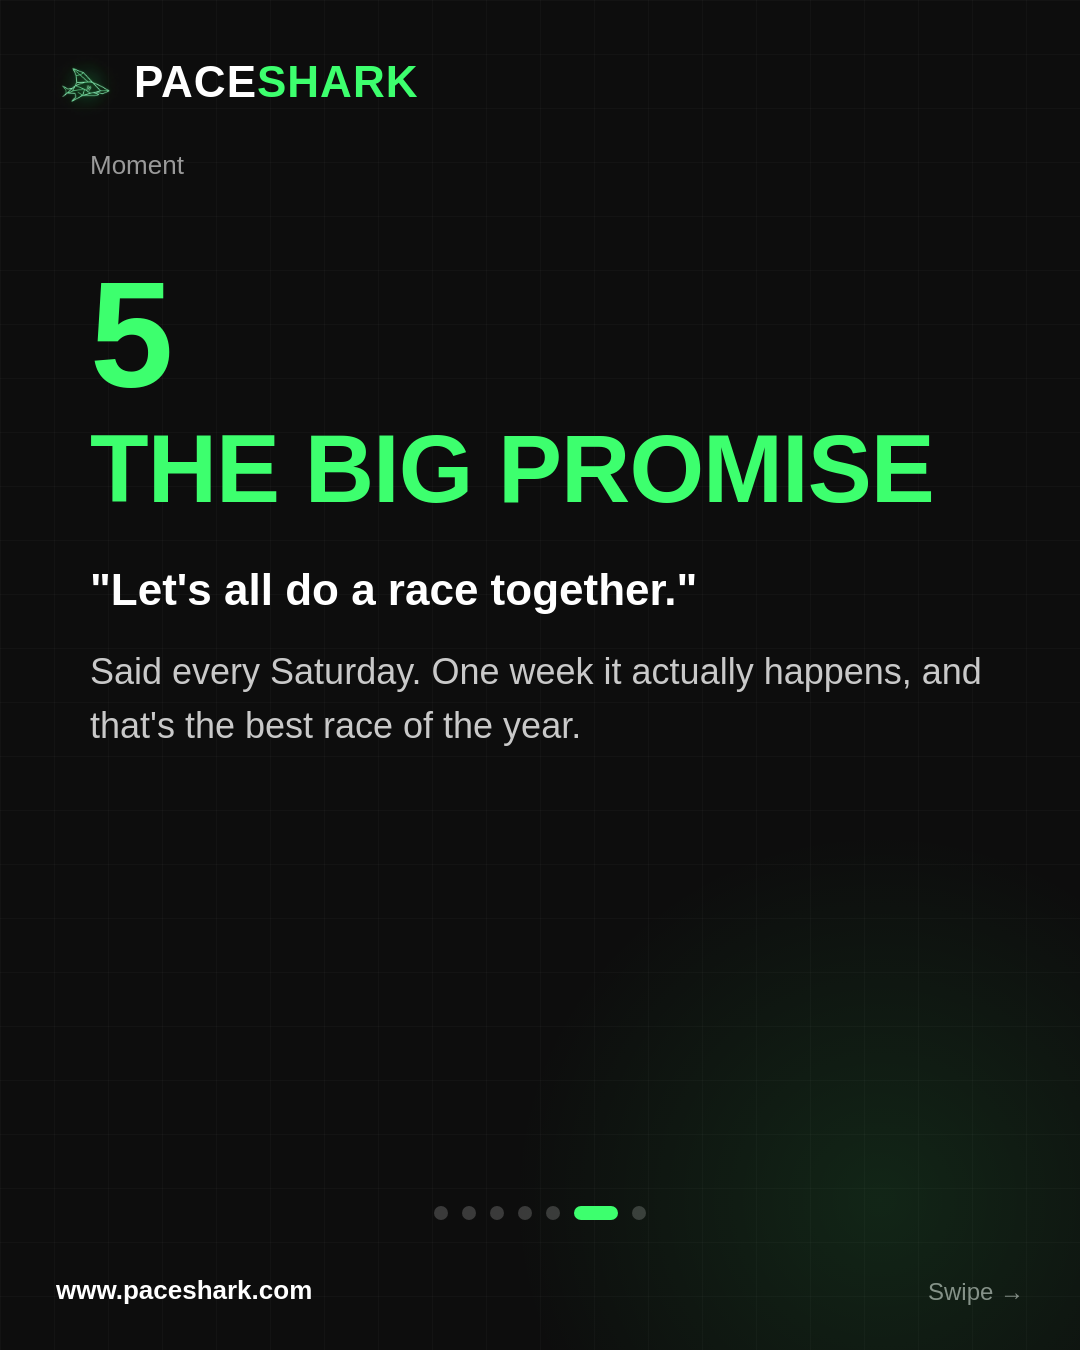 PACESHARK
Moment
5
THE BIG PROMISE
"Let's all do a race together."
Said every Saturday. One week it actually happens, and
that's the best race of the year.
www.paceshark.com
Swipe →